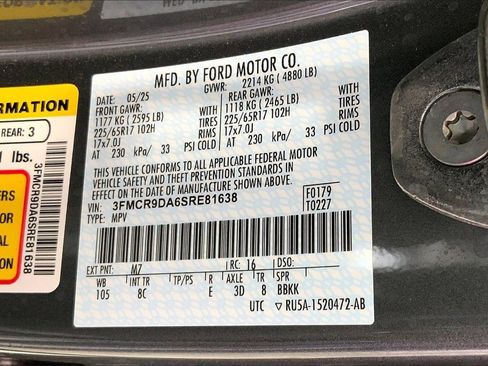 MFD. BY FORD MOTOR CO.
DATE: 05/25 GVWR: 2214 KG ( 4880 LB)
FRONT GAWR: REAR GAWR:
1177 KG ( 2595 LB) 1118 KG ( 2465 LB)
225/65R17 102H TIRES 225/65R17 102H TIRES
17x7.0J RIMS 17x7.0J RIMS
AT 230 kPa/ 33 PSI COLD AT 230 kPa/ 33 PSI COLD
THIS VEHICLE CONFORMS TO ALL APPLICABLE FEDERAL MOTOR
VEHICLE SAFETY AND THEFT PREVENTION STANDARDS IN
EFFECT ON THE DATE OF MANUFACTURE SHOWN ABOVE.
VIN: 3FMCR9DA6SRE81638 F0179
TYPE: MPV T0227
EXT PNT: M7 RC: 16 DSO:
WB INT TR TP/PS R AXLE TR SPR
105 8C E 3D 8 BBKK
UTC RU5A-1520472-AB
ORMATION
REAR: 3
lbs.
3FMCR9DA6SRE81638